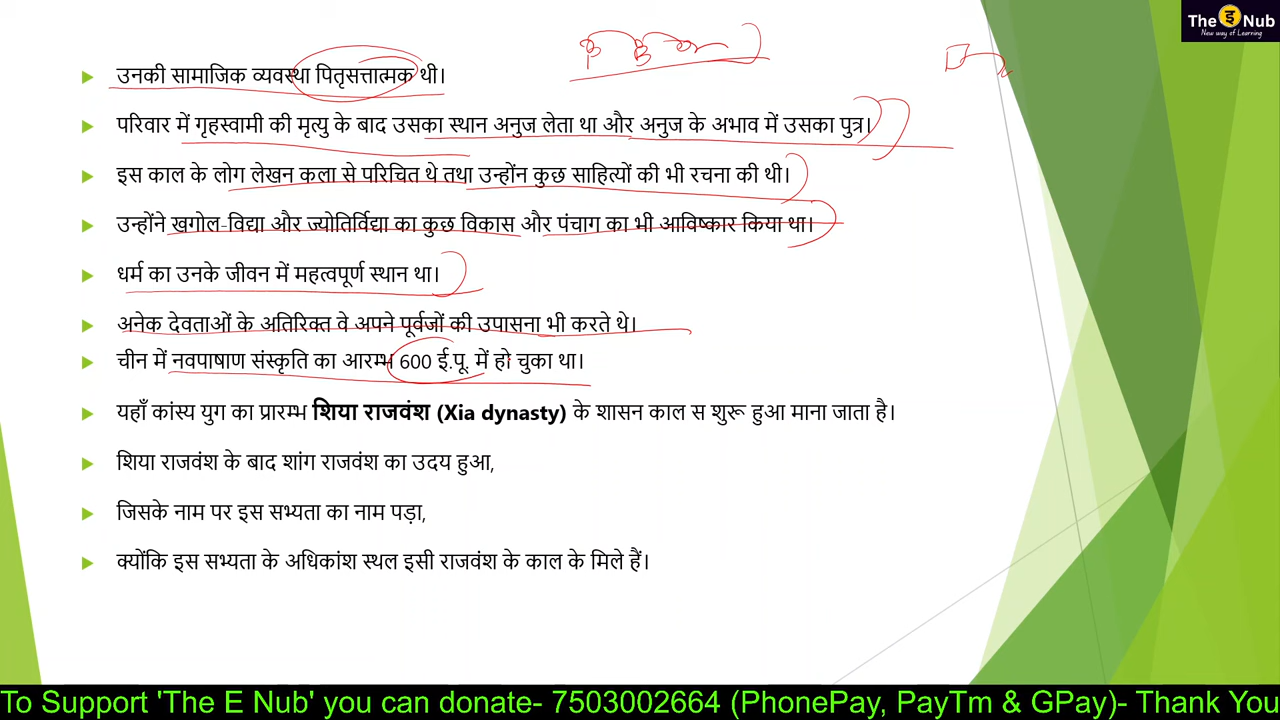 The इ Nub
New way of Learning
उनकी सामाजिक व्यवस्था पितृसत्तात्मक थी।
परिवार में गृहस्वामी की मृत्यु के बाद उसका स्थान अनुज लेता था और अनुज के अभाव में उसका पुत्र।
इस काल के लोग लेखन कला से परिचित थे तथा उन्होंन कुछ साहित्यों की भी रचना की थी।
उन्होंने खगोल-विद्या और ज्योतिर्विद्या का कुछ विकास और पंचाग का भी आविष्कार किया था।
धर्म का उनके जीवन में महत्वपूर्ण स्थान था।
अनेक देवताओं के अतिरिक्त वे अपने पूर्वजों की उपासना भी करते थे।
चीन में नवपाषाण संस्कृति का आरम्भ 600 ई.पू. में हो चुका था।
यहाँ कांस्य युग का प्रारम्भ शिया राजवंश (Xia dynasty) के शासन काल स शुरू हुआ माना जाता है।
शिया राजवंश के बाद शांग राजवंश का उदय हुआ,
जिसके नाम पर इस सभ्यता का नाम पड़ा,
क्योंकि इस सभ्यता के अधिकांश स्थल इसी राजवंश के काल के मिले हैं।
To Support 'The E Nub' you can donate- 7503002664 (PhonePay, PayTm & GPay)- Thank You